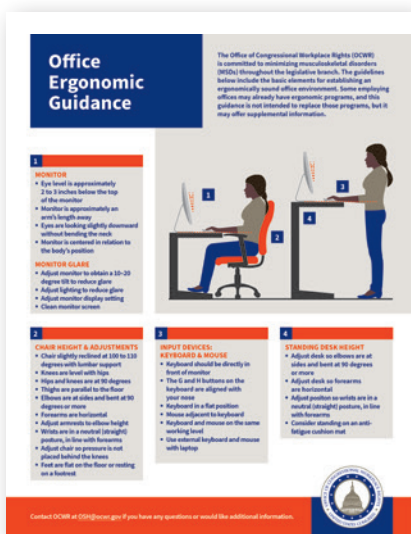 Office
Ergonomic
Guidance
The Office of Congressional Workplace Rights (OCWR)
is committed to minimizing musculoskeletal disorders
(MSDs) throughout the legislative branch. The guidelines
below include the basic elements for establishing an
ergonomically sound office environment. Some employing
offices may already have ergonomic programs, and this
guidance is not intended to replace those programs, but it
may offer supplemental information.
1
MONITOR
• Eye level is approximately
2 to 3 inches below the top
of the monitor
• Monitor is approximately an
arm's length away
• Eyes are looking slightly downward
without bending the neck
• Monitor is centered in relation to
the body's position
MONITOR GLARE
• Adjust monitor to obtain a 10–20
degree tilt to reduce glare
• Adjust lighting to reduce glare
• Adjust monitor display setting
• Clean monitor screen
1
2
3
4
2
CHAIR HEIGHT & ADJUSTMENTS
• Chair slightly reclined at 100 to 110
degrees with lumbar support
• Knees are level with hips
• Hips and knees are at 90 degrees
• Thighs are parallel to the floor
• Elbows are at sides and bent at 90
degrees or more
• Forearms are horizontal
• Adjust armrests to elbow height
• Wrists are in a neutral (straight)
posture, in line with forearms
• Adjust chair so pressure is not
placed behind the knees
• Feet are flat on the floor or resting
on a footrest
3
INPUT DEVICES:
KEYBOARD & MOUSE
• Keyboard should be directly in
front of monitor
• The G and H buttons on the
keyboard are aligned with
your nose
• Keyboard in a flat position
• Mouse adjacent to keyboard
• Keyboard and mouse on the same
working level
• Use external keyboard and mouse
with laptop
4
STANDING DESK HEIGHT
• Adjust desk so elbows are at
sides and bent at 90 degrees
or more
• Adjust desk so forearms
are horizontal
• Adjust position so wrists are in a
neutral (straight) posture, in line
with forearms
• Consider standing on an anti-
fatigue cushion mat
Contact OCWR at OSH@ocwr.gov if you have any questions or would like additional information.